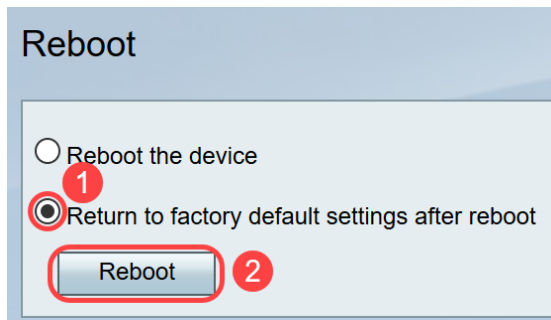 Reboot
Reboot the device
1
Return to factory default settings after reboot
Reboot
2